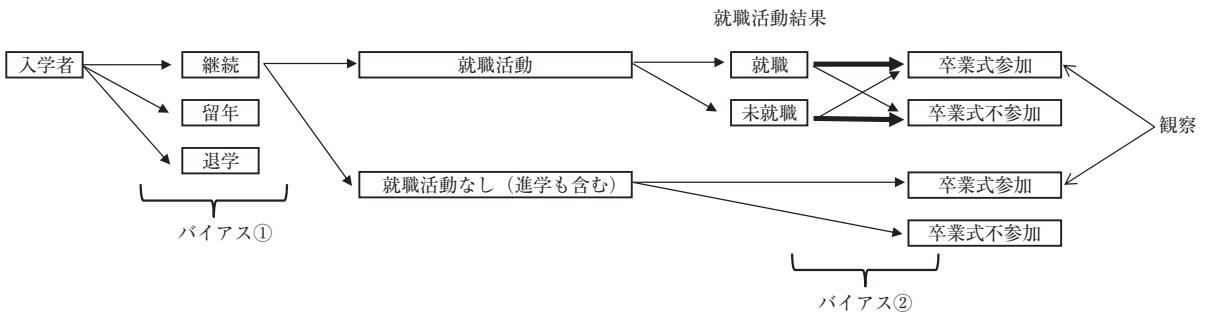 就職活動結果
入学者
継続
就職活動
就職
卒業式参加
留年
未就職
卒業式不参加
観察
退学
就職活動なし（進学も含む）
卒業式参加
バイアス①
卒業式不参加
バイアス②